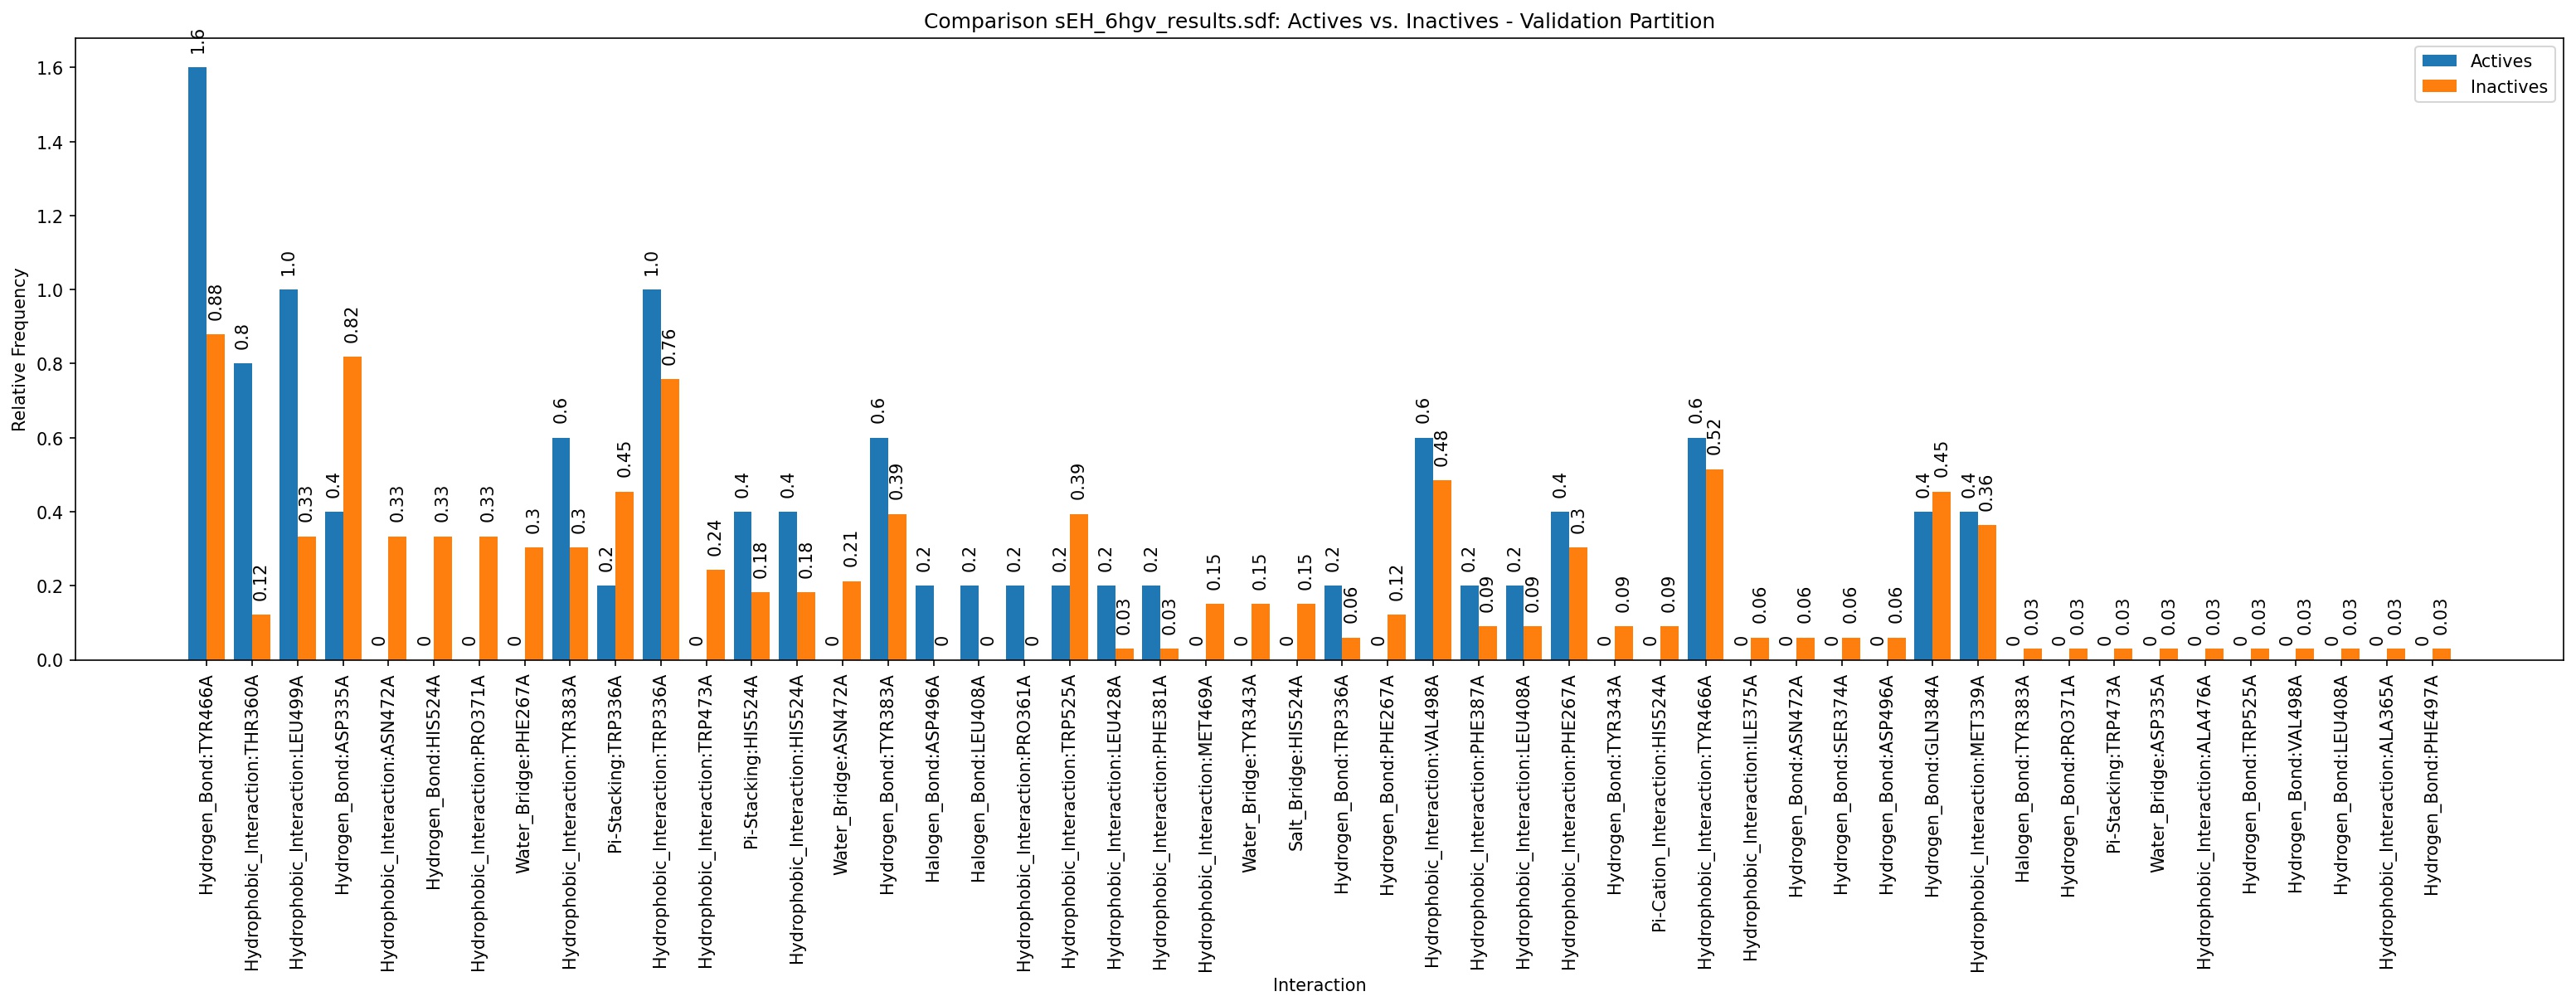 Comparison sEH_6hgv_results.sdf: Actives vs. Inactives - Validation Partition
Actives
Inactives
Relative Frequency
1.6
1.4
1.2
1.0
0.8
0.6
0.4
0.2
0.0
1.6
0.88
0.8
0.12
1.0
0.33
0.4
0.82
0
0.33
0
0.33
0
0.33
0
0.3
0.6
0.3
0.2
0.45
1.0
0.76
0
0.24
0.4
0.18
0.4
0.18
0
0.21
0.6
0.39
0.2
0
0.2
0
0.2
0
0.2
0.39
0.2
0.03
0.2
0.03
0
0.15
0
0.15
0
0.15
0.2
0.06
0
0.12
0.6
0.48
0.2
0.09
0.2
0.09
0.4
0.3
0
0.09
0
0.09
0.6
0.52
0
0.06
0
0.06
0
0.06
0
0.06
0.4
0.45
0.4
0.36
0
0.03
0
0.03
0
0.03
0
0.03
0
0.03
0
0.03
0
0.03
0
0.03
0
0.03
0
0.03
Hydrogen_Bond:TYR466A
Hydrophobic_Interaction:THR360A
Hydrophobic_Interaction:LEU499A
Hydrogen_Bond:ASP335A
Hydrophobic_Interaction:ASN472A
Hydrogen_Bond:HIS524A
Hydrophobic_Interaction:PRO371A
Water_Bridge:PHE267A
Hydrophobic_Interaction:TYR383A
Pi-Stacking:TRP336A
Hydrophobic_Interaction:TRP336A
Hydrophobic_Interaction:TRP473A
Pi-Stacking:HIS524A
Hydrophobic_Interaction:HIS524A
Water_Bridge:ASN472A
Hydrogen_Bond:TYR383A
Halogen_Bond:ASP496A
Halogen_Bond:LEU408A
Hydrophobic_Interaction:PRO361A
Hydrophobic_Interaction:TRP525A
Hydrophobic_Interaction:LEU428A
Hydrophobic_Interaction:PHE381A
Hydrophobic_Interaction:MET469A
Water_Bridge:TYR343A
Salt_Bridge:HIS524A
Hydrogen_Bond:TRP336A
Hydrogen_Bond:PHE267A
Hydrophobic_Interaction:VAL498A
Hydrophobic_Interaction:PHE387A
Hydrophobic_Interaction:LEU408A
Hydrophobic_Interaction:PHE267A
Hydrogen_Bond:TYR343A
Pi-Cation_Interaction:HIS524A
Hydrophobic_Interaction:TYR466A
Hydrophobic_Interaction:ILE375A
Hydrogen_Bond:ASN472A
Hydrogen_Bond:SER374A
Hydrogen_Bond:ASP496A
Hydrogen_Bond:GLN384A
Hydrophobic_Interaction:MET339A
Halogen_Bond:TYR383A
Hydrogen_Bond:PRO371A
Pi-Stacking:TRP473A
Water_Bridge:ASP335A
Hydrophobic_Interaction:ALA476A
Hydrogen_Bond:TRP525A
Hydrogen_Bond:VAL498A
Hydrogen_Bond:LEU408A
Hydrophobic_Interaction:ALA365A
Hydrogen_Bond:PHE497A
Interaction